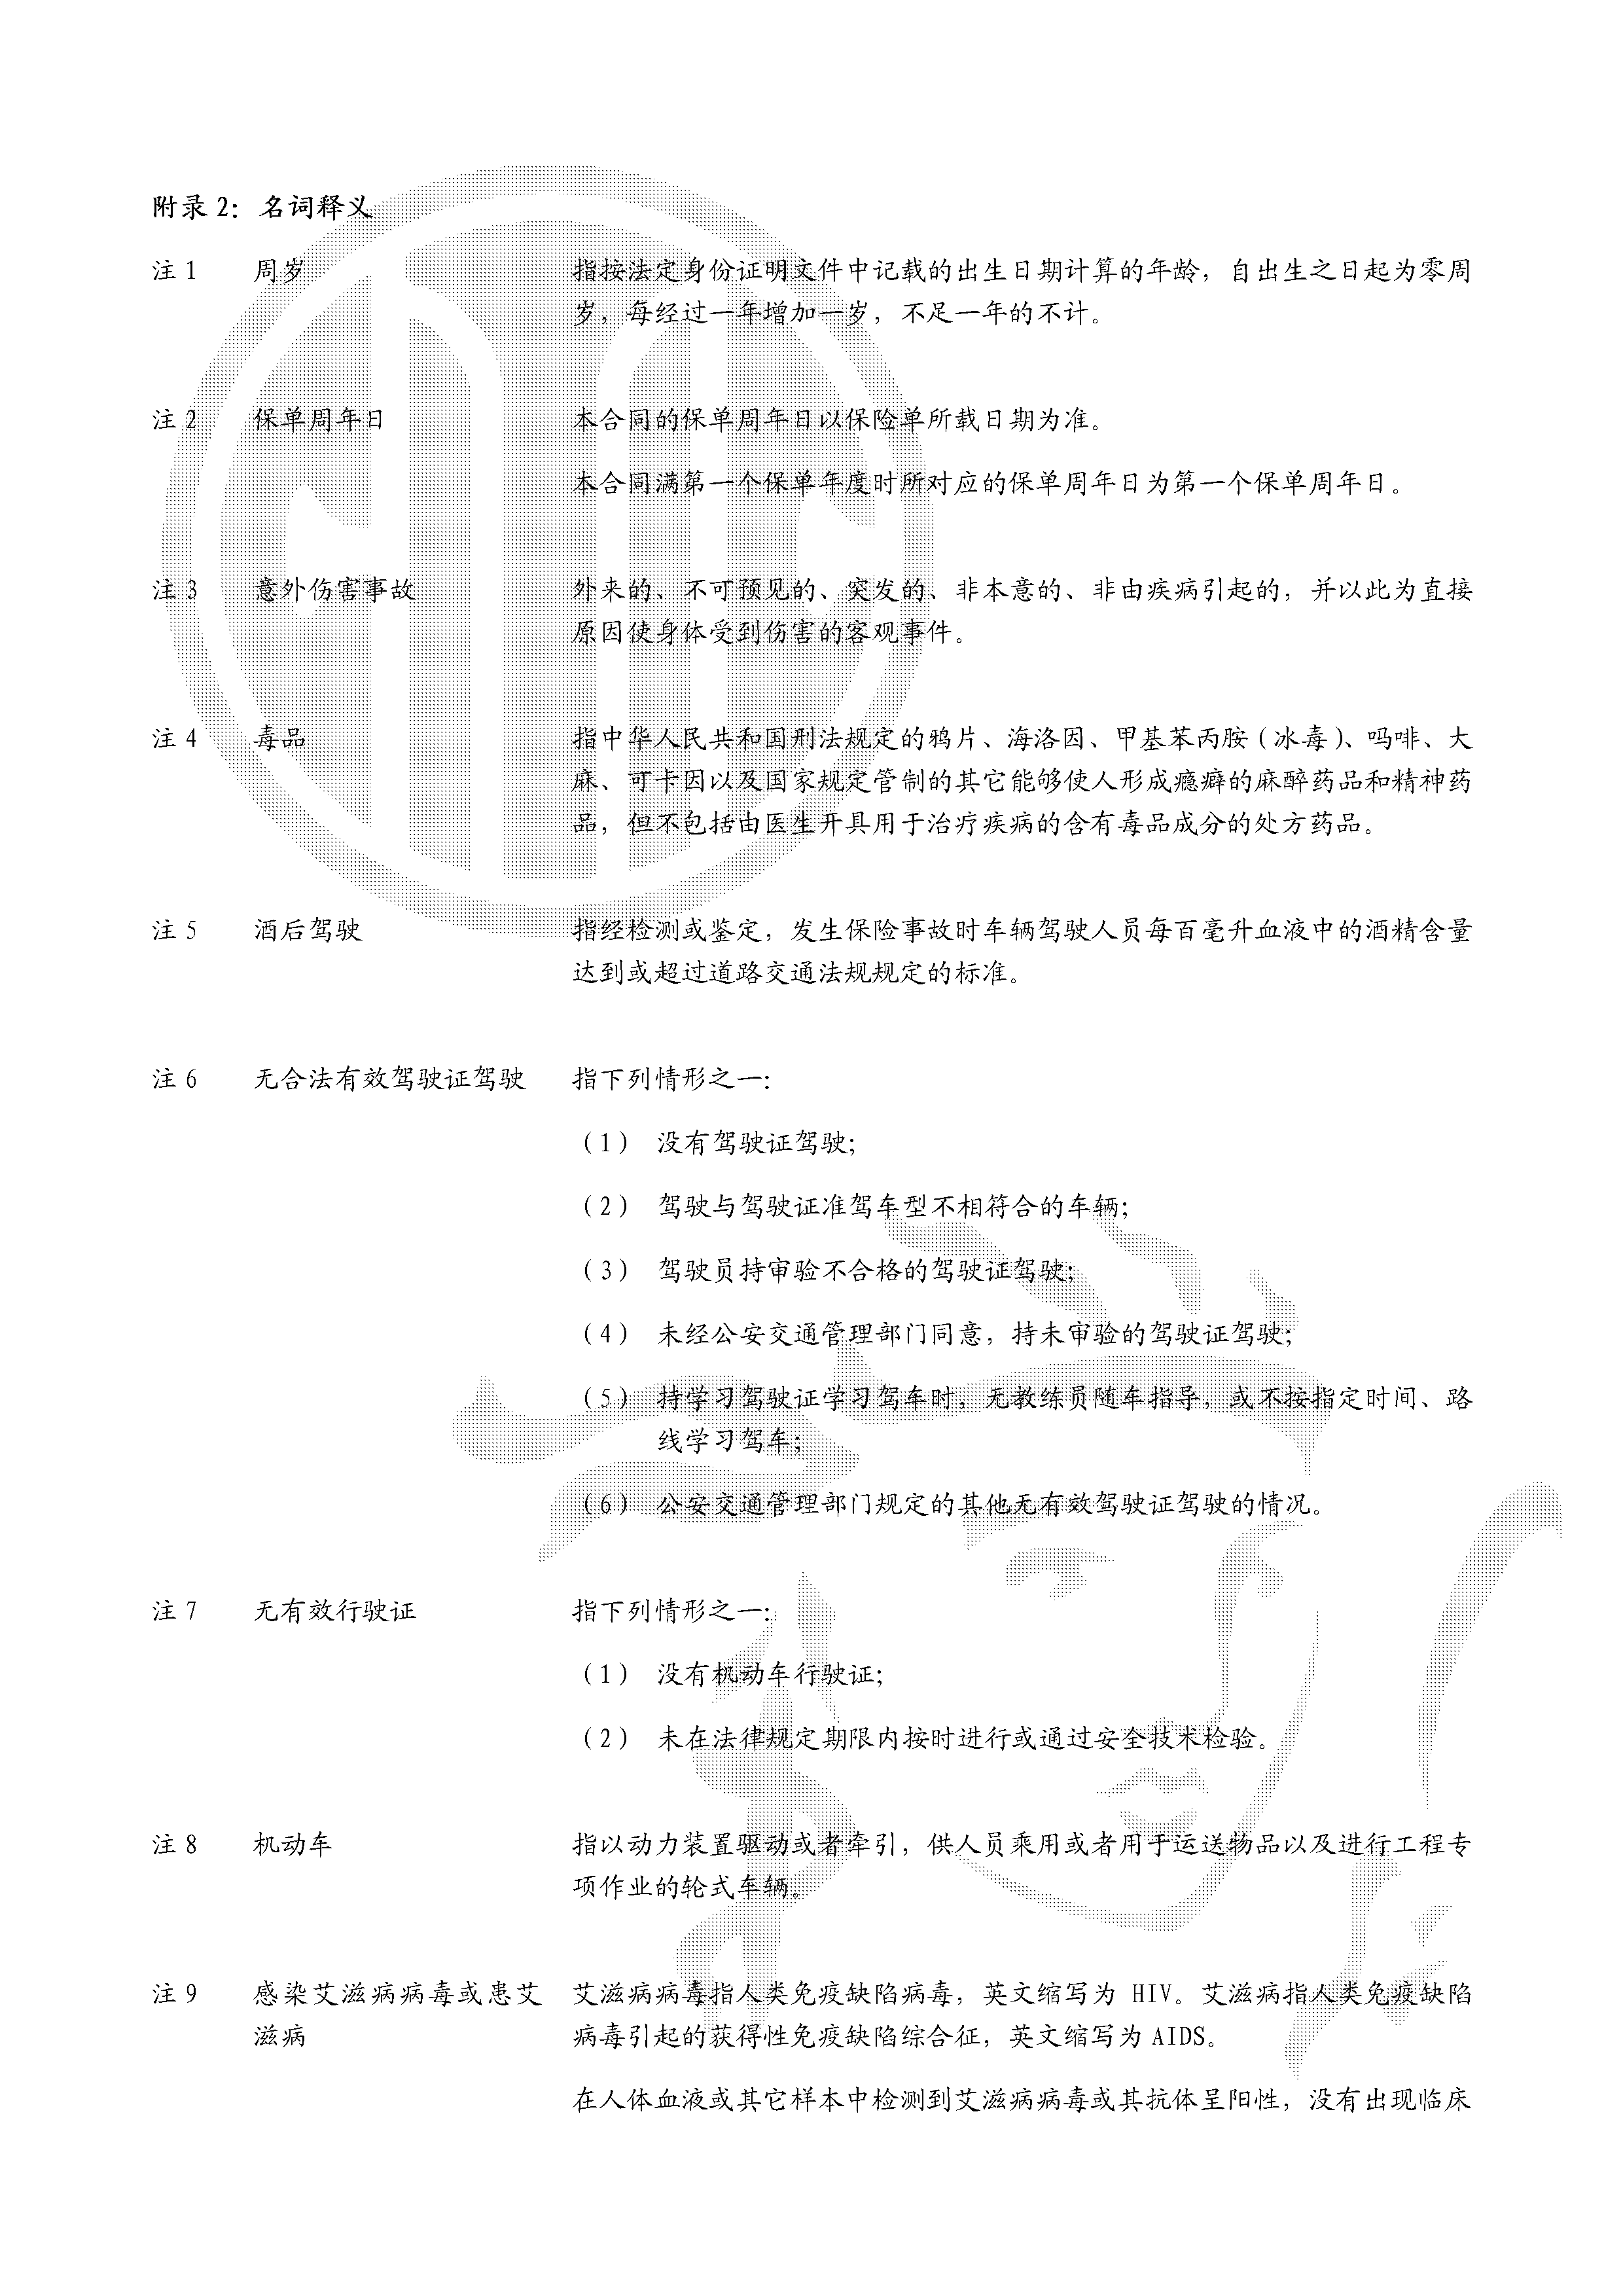 附录 2：名词释义
注 1 周岁 指按法定身份证明文件中记载的出生日期计算的年龄，自出生之日起为零周
岁，每经过一年增加一岁，不足一年的不计。
注 2 保单周年日 本合同的保单周年日以保险单所载日期为准。
本合同满第一个保单年度时所对应的保单周年日为第一个保单周年日。
注 3 意外伤害事故 外来的、不可预见的、突发的、非本意的、非由疾病引起的，并以此为直接
原因使身体受到伤害的客观事件。
注 4 毒品 指中华人民共和国刑法规定的鸦片、海洛因、甲基苯丙胺（冰毒）、吗啡、大
麻、可卡因以及国家规定管制的其它能够使人形成瘾癖的麻醉药品和精神药
品，但不包括由医生开具用于治疗疾病的含有毒品成分的处方药品。
注 5 酒后驾驶 指经检测或鉴定，发生保险事故时车辆驾驶人员每百毫升血液中的酒精含量
达到或超过道路交通法规规定的标准。
注 6 无合法有效驾驶证驾驶 指下列情形之一：
（1） 没有驾驶证驾驶；
（2） 驾驶与驾驶证准驾车型不相符合的车辆；
（3） 驾驶员持审验不合格的驾驶证驾驶；
（4） 未经公安交通管理部门同意，持未审验的驾驶证驾驶；
（5） 持学习驾驶证学习驾车时，无教练员随车指导，或不按指定时间、路
线学习驾车；
（6） 公安交通管理部门规定的其他无有效驾驶证驾驶的情况。
注 7 无有效行驶证 指下列情形之一：
（1） 没有机动车行驶证；
（2） 未在法律规定期限内按时进行或通过安全技术检验。
注 8 机动车 指以动力装置驱动或者牵引，供人员乘用或者用于运送物品以及进行工程专
项作业的轮式车辆。
注 9 感染艾滋病病毒或患艾 艾滋病病毒指人类免疫缺陷病毒，英文缩写为 HIV。艾滋病指人类免疫缺陷
滋病 病毒引起的获得性免疫缺陷综合征，英文缩写为 AIDS。
在人体血液或其它样本中检测到艾滋病病毒或其抗体呈阳性，没有出现临床